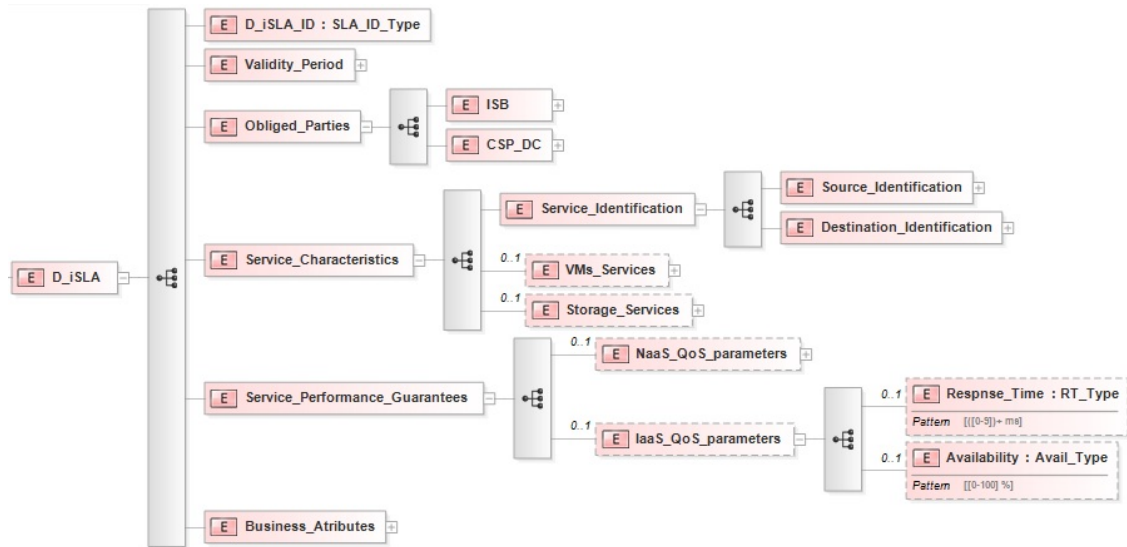 E D_iSLA_ID : SLA_ID_Type
E Validity_Period
E Obliged_Parties
E ISB
E CSP_DC
E D_iSLA
E Service_Characteristics
E Service_Identification
E Source_Identification
E Destination_Identification
0..1
E VMs_Services
0..1
E Storage_Services
E Service_Performance_Guarantees
0..1
E NaaS_QoS_parameters
0..1
E IaaS_QoS_parameters
0..1
E Respnse_Time : RT_Type
Pattern [([0-9])+ ms]
0..1
E Availability : Avail_Type
Pattern [[0-100] %]
E Business_Atributes